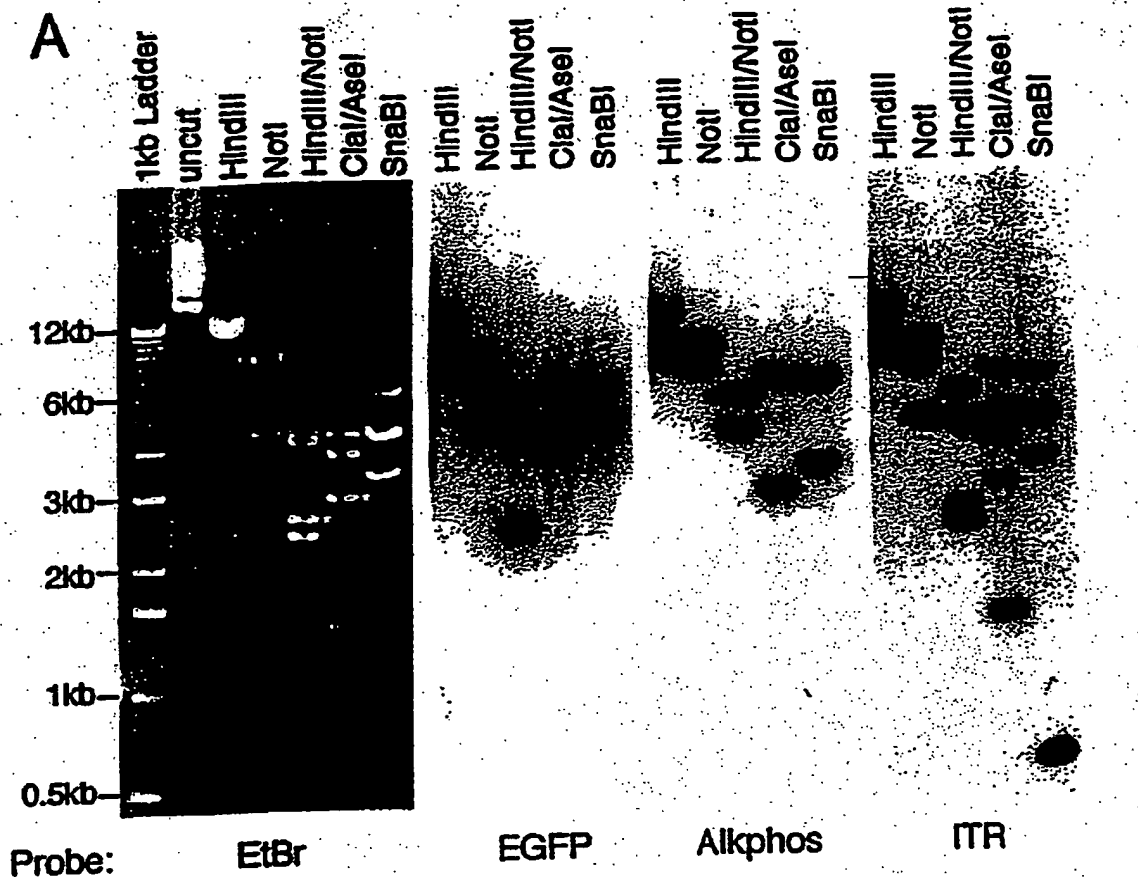 A
1kb Ladder
uncut
HindIII
NotI
HindIII/NotI
ClaI/AseI
SnaBI
HindIII
NotI
HindIII/NotI
ClaI/AseI
SnaBI
HindIII
NotI
HindIII/NotI
ClaI/AseI
SnaBI
HindIII
NotI
HindIII/NotI
ClaI/AseI
SnaBI
12kb
6kb
3kb
2kb
1kb
0.5kb
Probe:
EtBr
EGFP
Alkphos
ITR